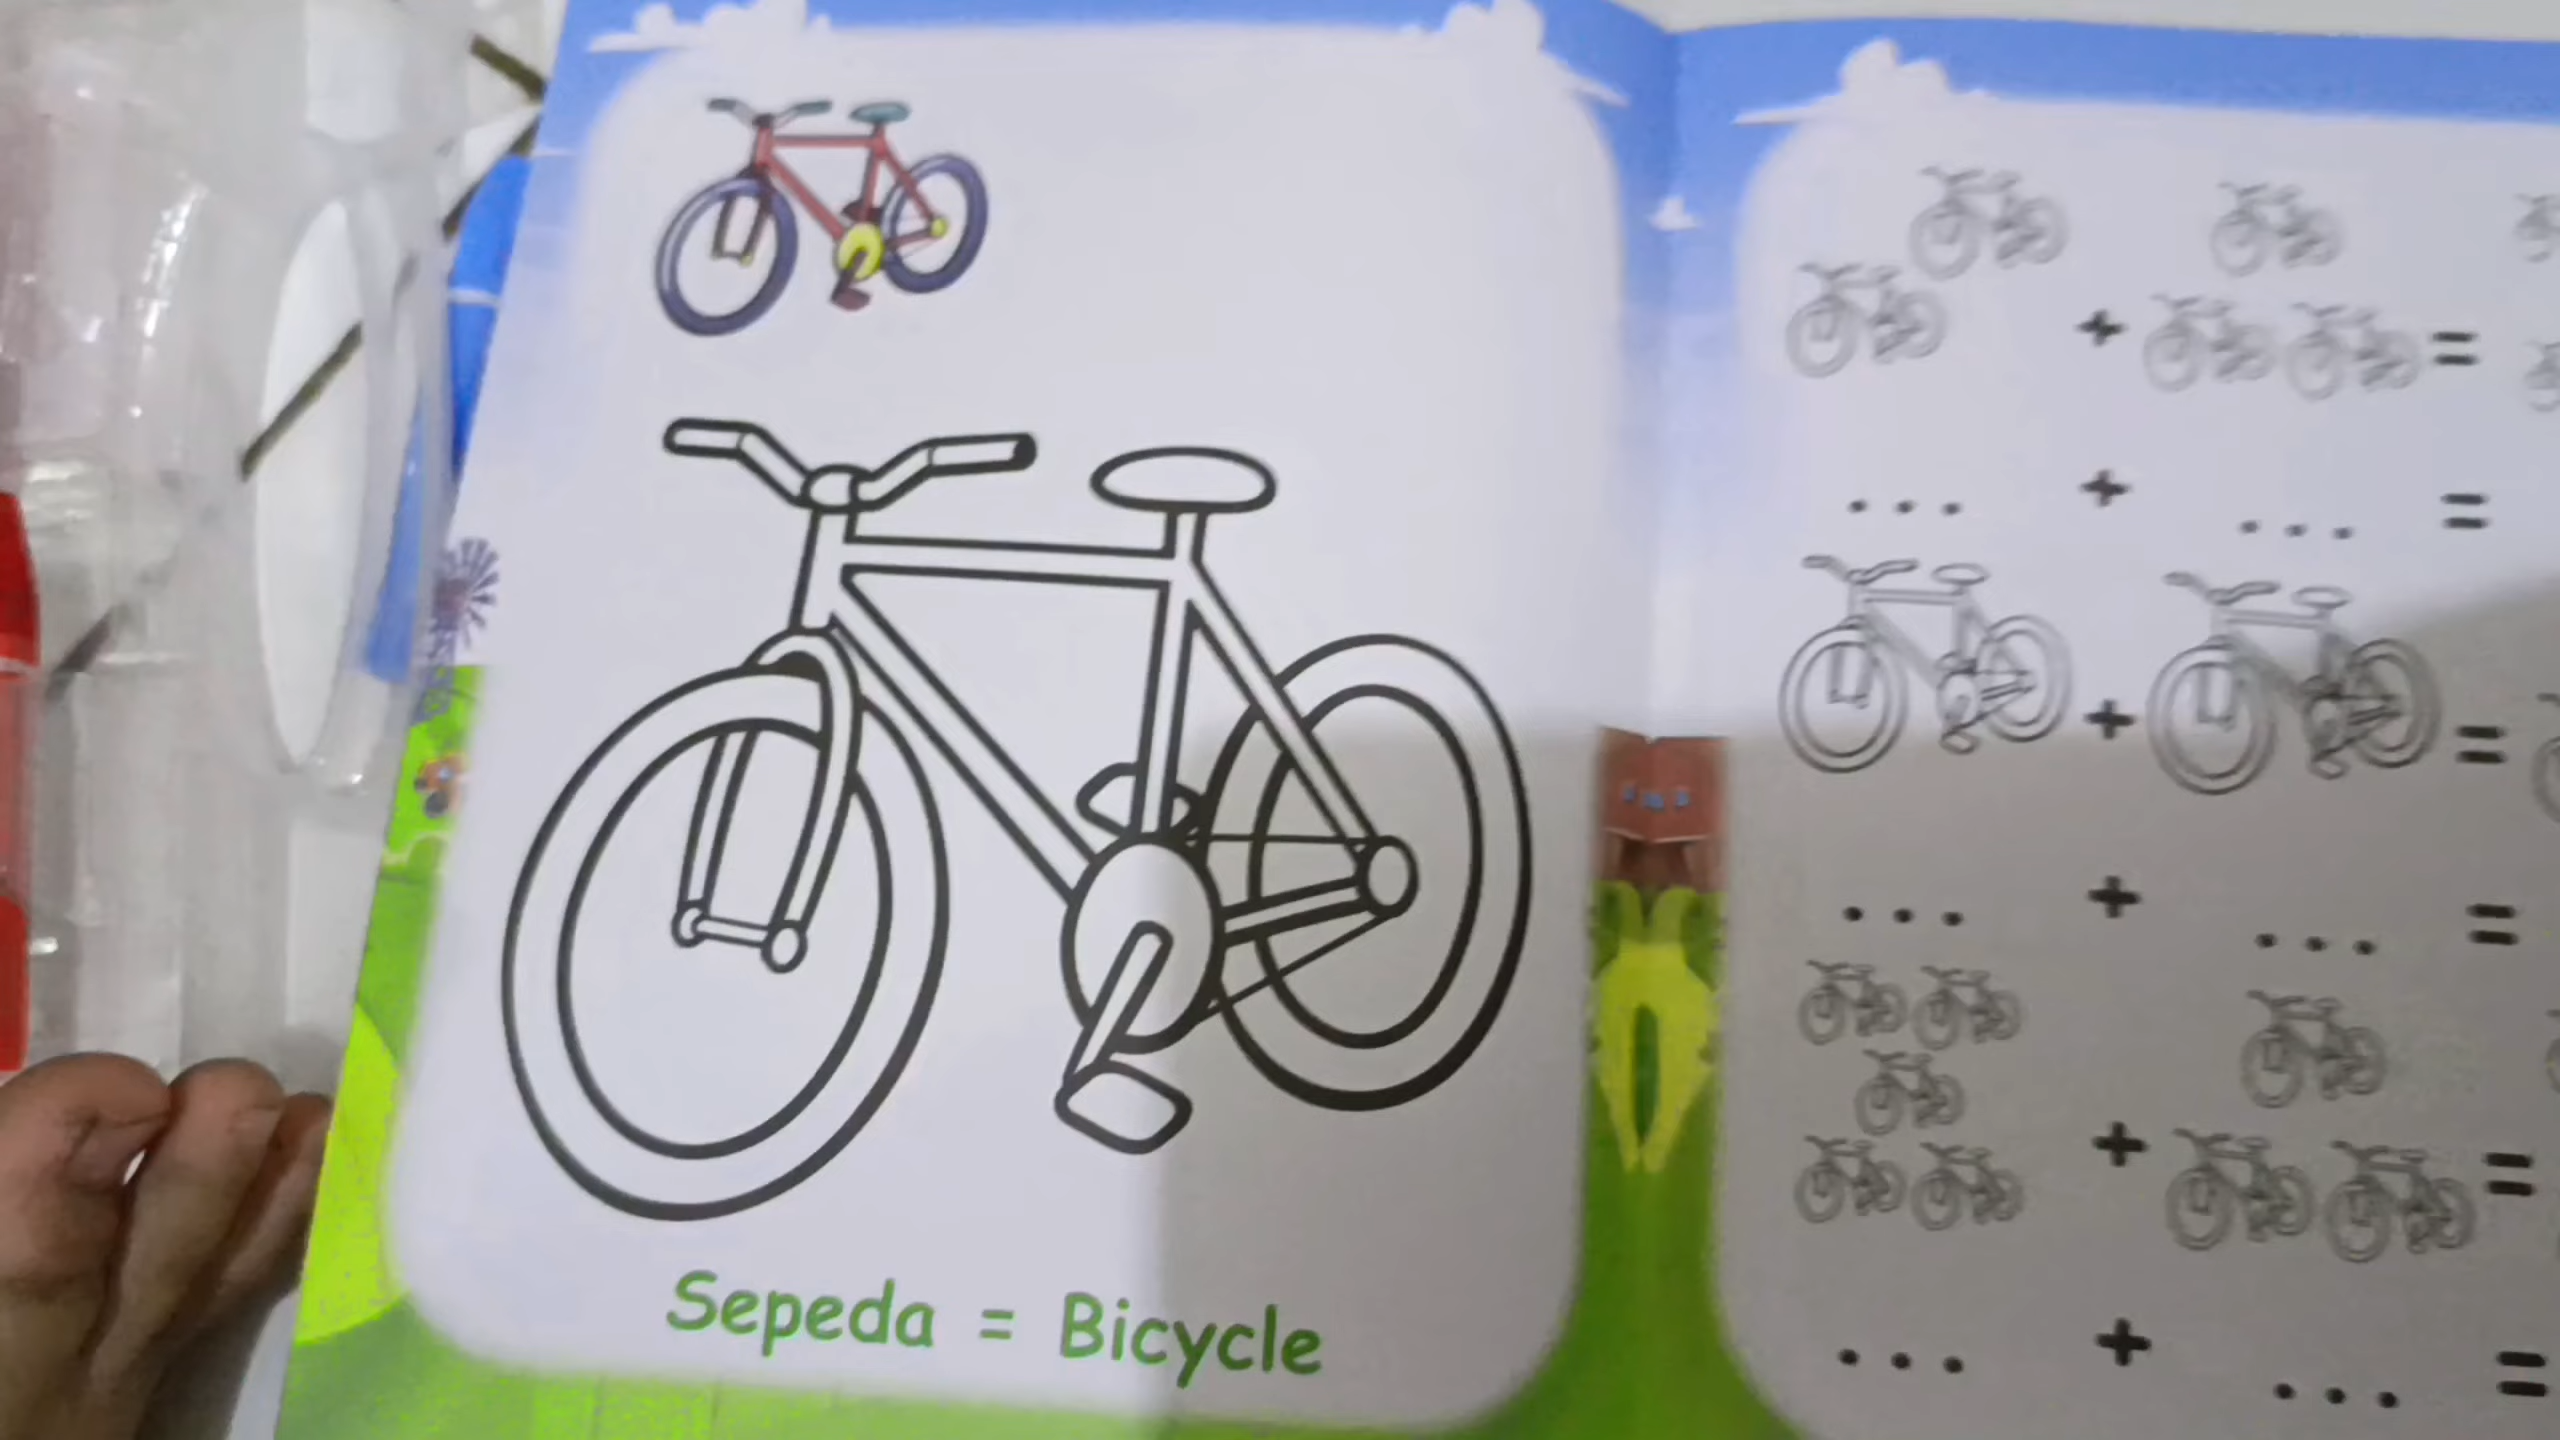 Sepeda = Bicycle
+ =
... + ... =
+ =
... + ... =
+ =
... + ... =